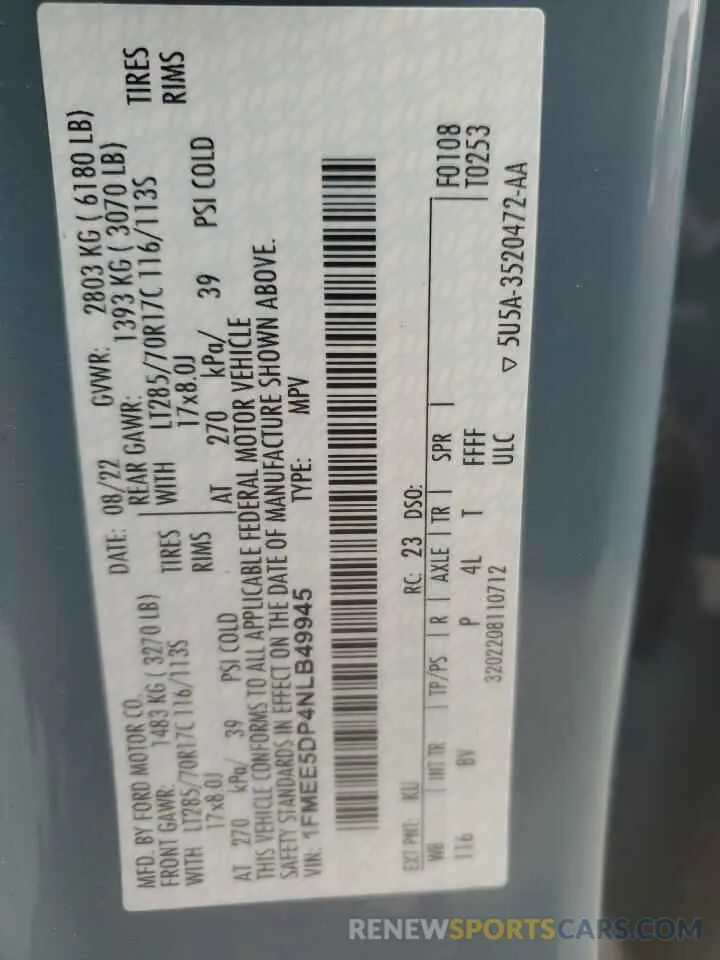 MFD. BY FORD MOTOR CO.
DATE: 08/22 GVWR: 2803 KG ( 6180 LB)
FRONT GAWR: 1483 KG ( 3270 LB)
REAR GAWR: 1393 KG ( 3070 LB)
WITH LT285/70R17C 116/113S TIRES
WITH LT285/70R17C 116/113S TIRES
17x8.0J RIMS
17x8.0J RIMS
AT 270 kPa/ 39 PSI COLD
AT 270 kPa/ 39 PSI COLD
THIS VEHICLE CONFORMS TO ALL APPLICABLE FEDERAL MOTOR VEHICLE
SAFETY STANDARDS IN EFFECT ON THE DATE OF MANUFACTURE SHOWN ABOVE.
VIN: 1FMEE5DP4NLB49945 TYPE: MPV
EXT PNT: KU RC: 23 DSO: F0108
WB INT TR TP/PS R AXLE TR SPR T0253
116 BV P 4L T FFFF
3202208110712 ULC
▽ 5U5A-3520472-AA
RENEWSPORTSCARS.COM